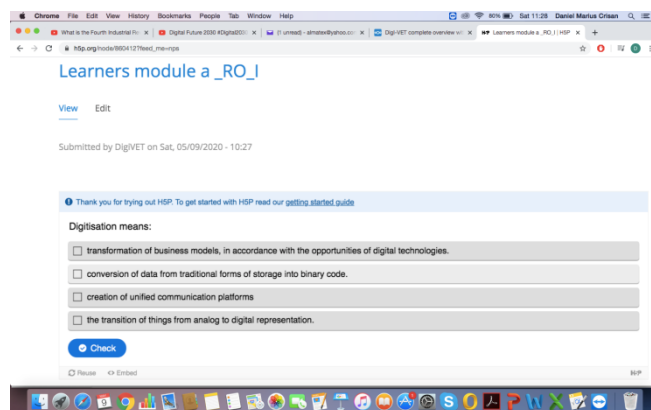 Chrome File Edit View History Bookmarks People Tab Window Help 80% Sat 11:28 Daniel Marius Crisan
What is the Fourth Industrial Re Digital Future 2030 #Digital203 (1 unread) - almatex@yahoo.co Digi-VET complete overview wit Learners module a _RO_I | H5P
h5p.org/node/860412?feed_me=nps
Learners module a _RO_I
View Edit
Submitted by DigiVET on Sat, 05/09/2020 - 10:27
Thank you for trying out H5P. To get started with H5P read our getting started guide
Digitisation means:
transformation of business models, in accordance with the opportunities of digital technologies.
conversion of data from traditional forms of storage into binary code.
creation of unified communication platforms
the transition of things from analog to digital representation.
Check
Reuse <> Embed H5P